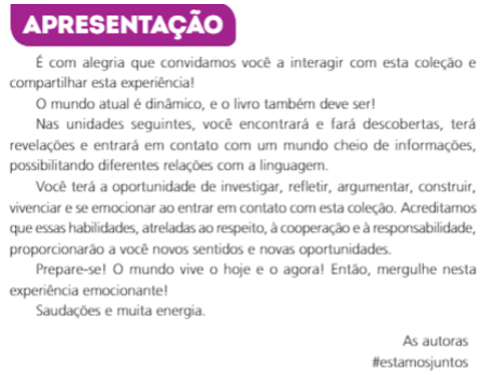 APRESENTAÇÃO
É com alegria que convidamos você a interagir com esta coleção e
compartilhar esta experiência!
O mundo atual é dinâmico, e o livro também deve ser!
Nas unidades seguintes, você encontrará e fará descobertas, terá
revelações e entrará em contato com um mundo cheio de informações,
possibilitando diferentes relações com a linguagem.
Você terá a oportunidade de investigar, refletir, argumentar, construir,
vivenciar e se emocionar ao entrar em contato com esta coleção. Acreditamos
que essas habilidades, atreladas ao respeito, à cooperação e à responsabilidade,
proporcionarão a você novos sentidos e novas oportunidades.
Prepare-se! O mundo vive o hoje e o agora! Então, mergulhe nesta
experiência emocionante!
Saudações e muita energia.
As autoras
#estamosjuntos